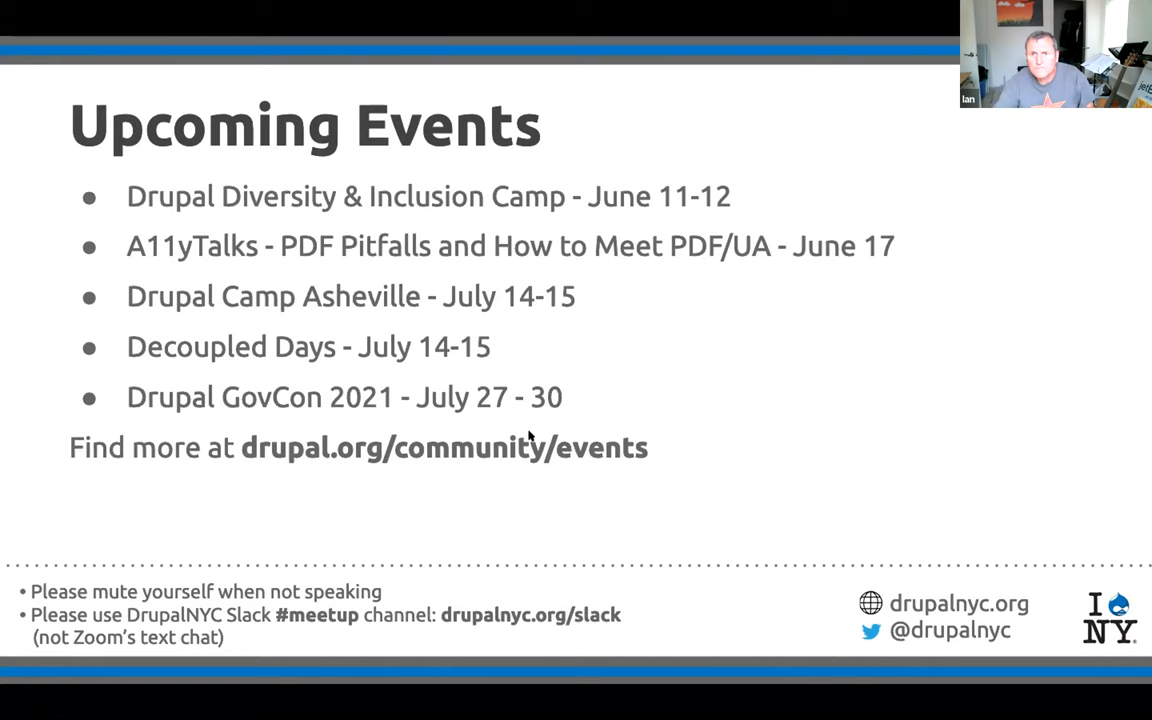 Upcoming Events
● Drupal Diversity & Inclusion Camp - June 11-12
● A11yTalks - PDF Pitfalls and How to Meet PDF/UA - June 17
● Drupal Camp Asheville - July 14-15
● Decoupled Days - July 14-15
● Drupal GovCon 2021 - July 27 - 30
Find more at drupal.org/community/events
• Please mute yourself when not speaking
• Please use DrupalNYC Slack #meetup channel: drupalnyc.org/slack
(not Zoom's text chat)
drupalnyc.org
@drupalnyc
I
NY.
Ian